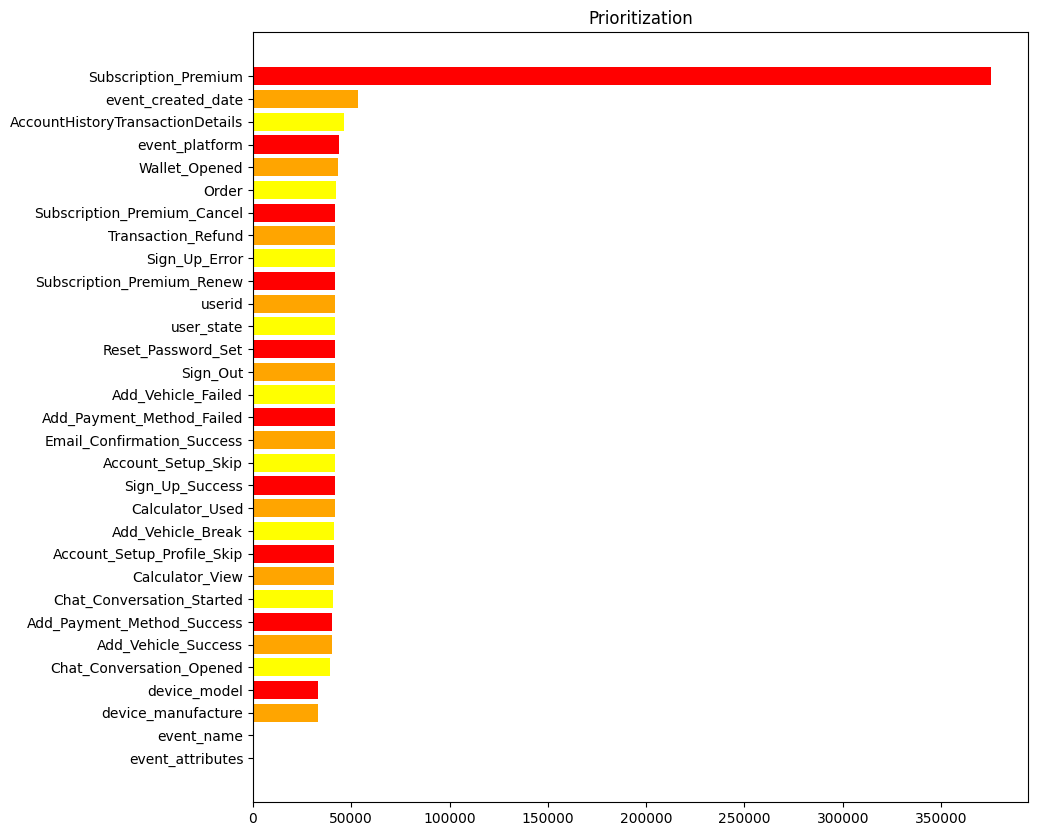 Prioritization
Subscription_Premium
event_created_date
AccountHistoryTransactionDetails
event_platform
Wallet_Opened
Order
Subscription_Premium_Cancel
Transaction_Refund
Sign_Up_Error
Subscription_Premium_Renew
userid
user_state
Reset_Password_Set
Sign_Out
Add_Vehicle_Failed
Add_Payment_Method_Failed
Email_Confirmation_Success
Account_Setup_Skip
Sign_Up_Success
Calculator_Used
Add_Vehicle_Break
Account_Setup_Profile_Skip
Calculator_View
Chat_Conversation_Started
Add_Payment_Method_Success
Add_Vehicle_Success
Chat_Conversation_Opened
device_model
device_manufacture
event_name
event_attributes
0 50000 100000 150000 200000 250000 300000 350000